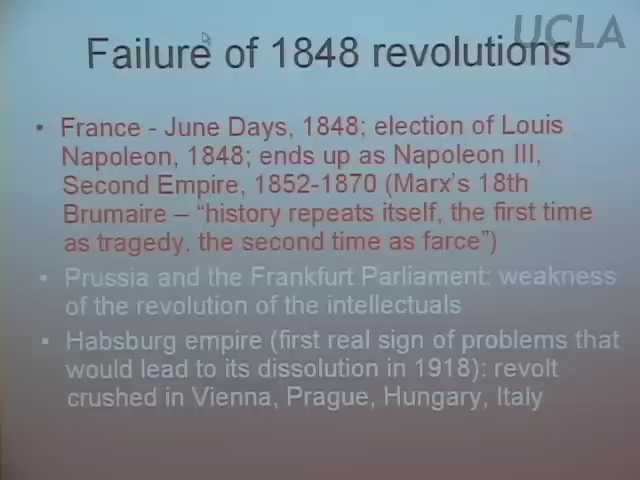 UCLA
Failure of 1848 revolutions
• France - June Days, 1848; election of Louis
Napoleon, 1848; ends up as Napoleon III,
Second Empire, 1852-1870 (Marx's 18th
Brumaire – “history repeats itself, the first time
as tragedy, the second time as farce”)
• Prussia and the Frankfurt Parliament: weakness
of the revolution of the intellectuals
• Habsburg empire (first real sign of problems that
would lead to its dissolution in 1918): revolt
crushed in Vienna, Prague, Hungary, Italy